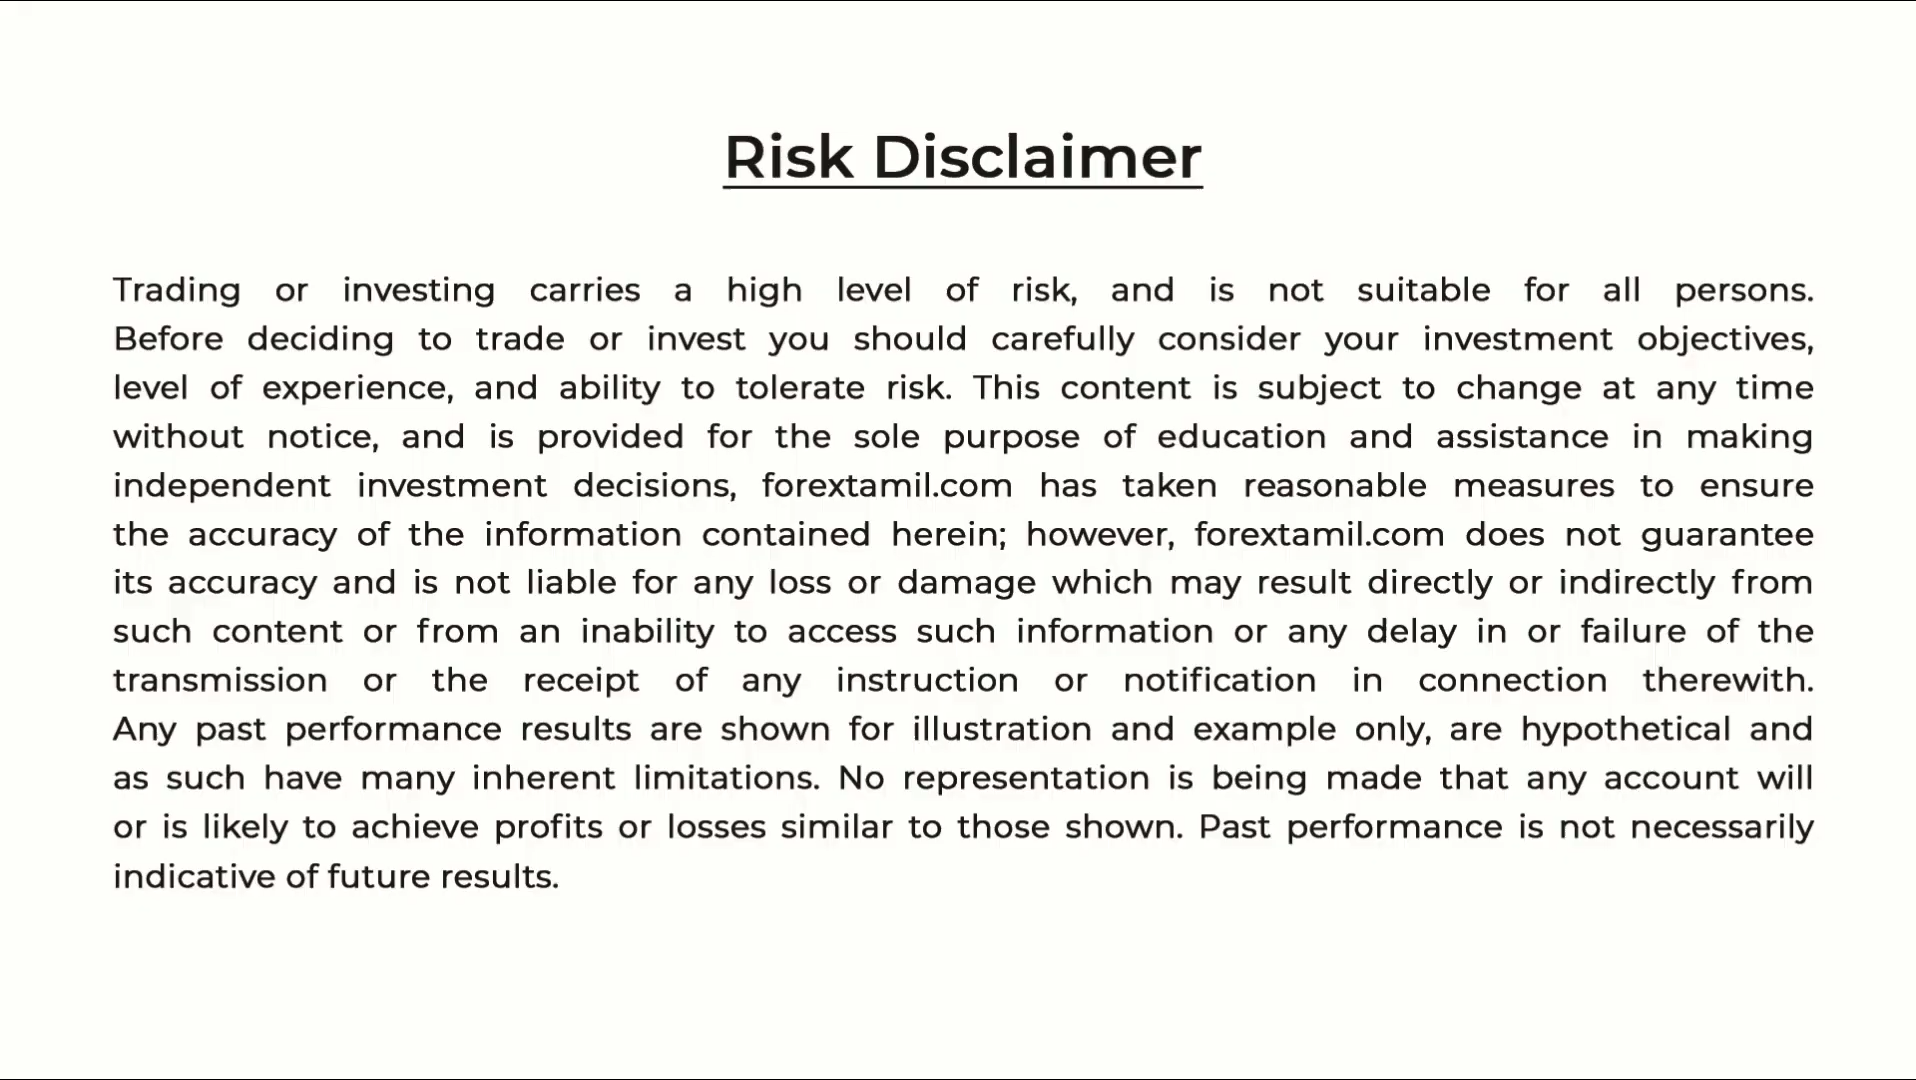 Risk Disclaimer
Trading or investing carries a high level of risk, and is not suitable for all persons.
Before deciding to trade or invest you should carefully consider your investment objectives,
level of experience, and ability to tolerate risk. This content is subject to change at any time
without notice, and is provided for the sole purpose of education and assistance in making
independent investment decisions, forextamil.com has taken reasonable measures to ensure
the accuracy of the information contained herein; however, forextamil.com does not guarantee
its accuracy and is not liable for any loss or damage which may result directly or indirectly from
such content or from an inability to access such information or any delay in or failure of the
transmission or the receipt of any instruction or notification in connection therewith.
Any past performance results are shown for illustration and example only, are hypothetical and
as such have many inherent limitations. No representation is being made that any account will
or is likely to achieve profits or losses similar to those shown. Past performance is not necessarily
indicative of future results.